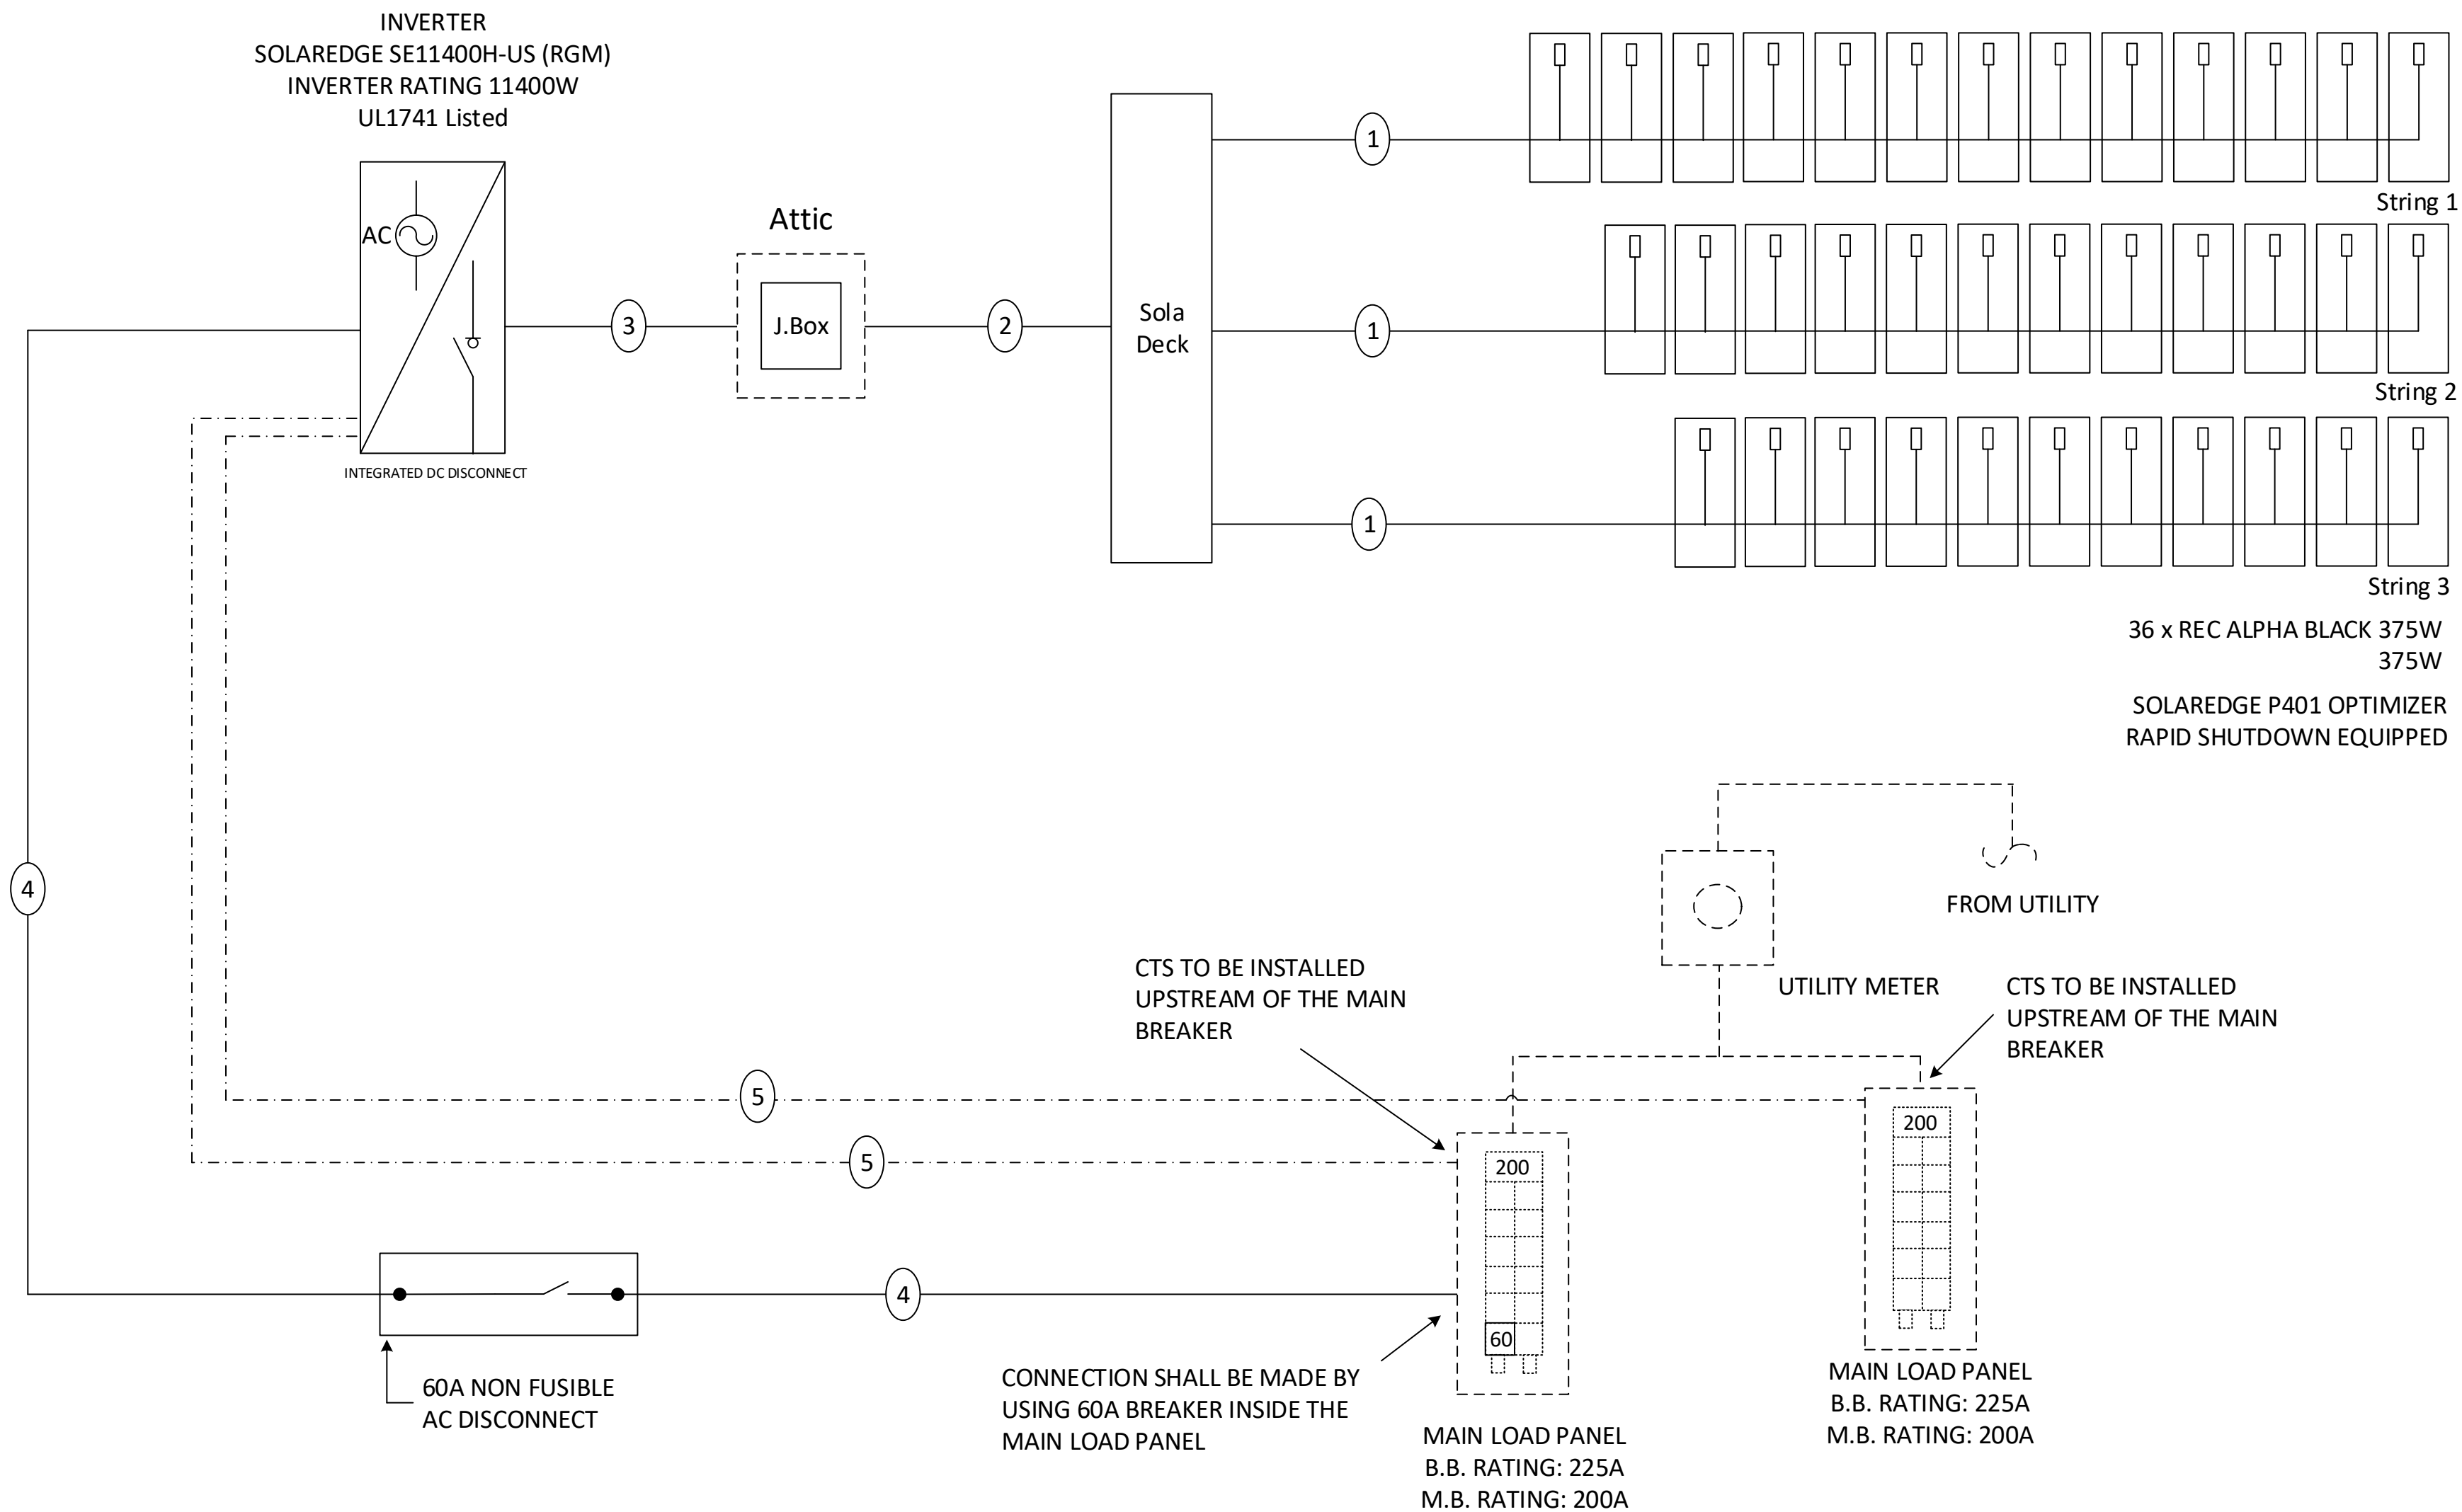 INVERTER
SOLAREDGE SE11400H-US (RGM)
INVERTER RATING 11400W
UL1741 Listed
AC
INTEGRATED DC DISCONNECT
3
Attic
J.Box
2
Sola
Deck
1
1
1
String 1
String 2
String 3
36 x REC ALPHA BLACK 375W
375W
SOLAREDGE P401 OPTIMIZER
RAPID SHUTDOWN EQUIPPED
4
FROM UTILITY
UTILITY METER
CTS TO BE INSTALLED
UPSTREAM OF THE MAIN
BREAKER
CTS TO BE INSTALLED
UPSTREAM OF THE MAIN
BREAKER
5
5
200
200
4
60
60A NON FUSIBLE
AC DISCONNECT
CONNECTION SHALL BE MADE BY
USING 60A BREAKER INSIDE THE
MAIN LOAD PANEL
MAIN LOAD PANEL
B.B. RATING: 225A
M.B. RATING: 200A
MAIN LOAD PANEL
B.B. RATING: 225A
M.B. RATING: 200A